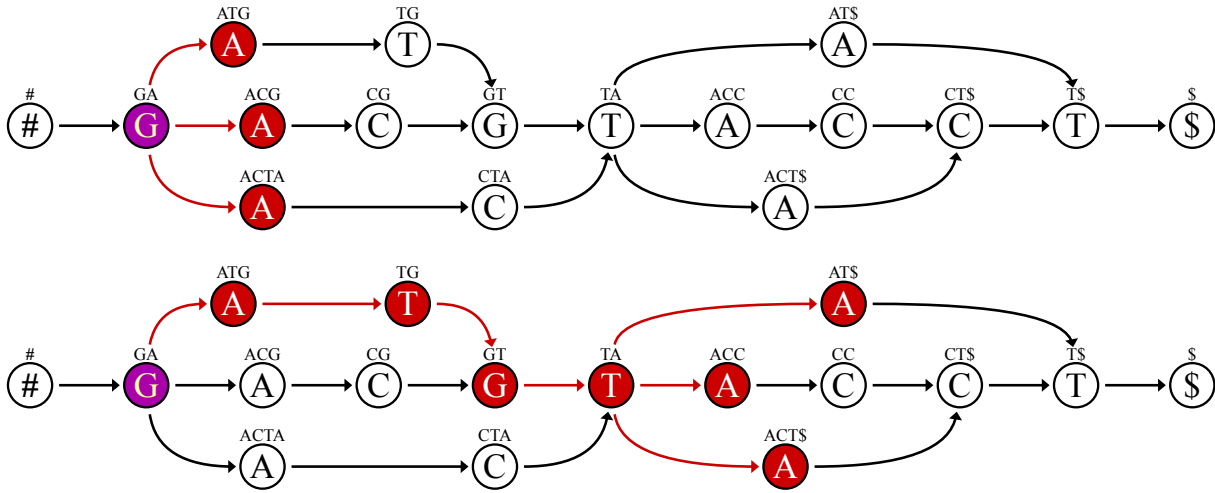 ATG TG AT$
A T A
# GA ACG CG GT TA ACC CC CT$ T$ $
# G A C G T A C C T $
ACTA CTA ACT$
A C A
ATG TG AT$
A T A
# GA ACG CG GT TA ACC CC CT$ T$ $
# G A C G T A C C T $
ACTA CTA ACT$
A C A